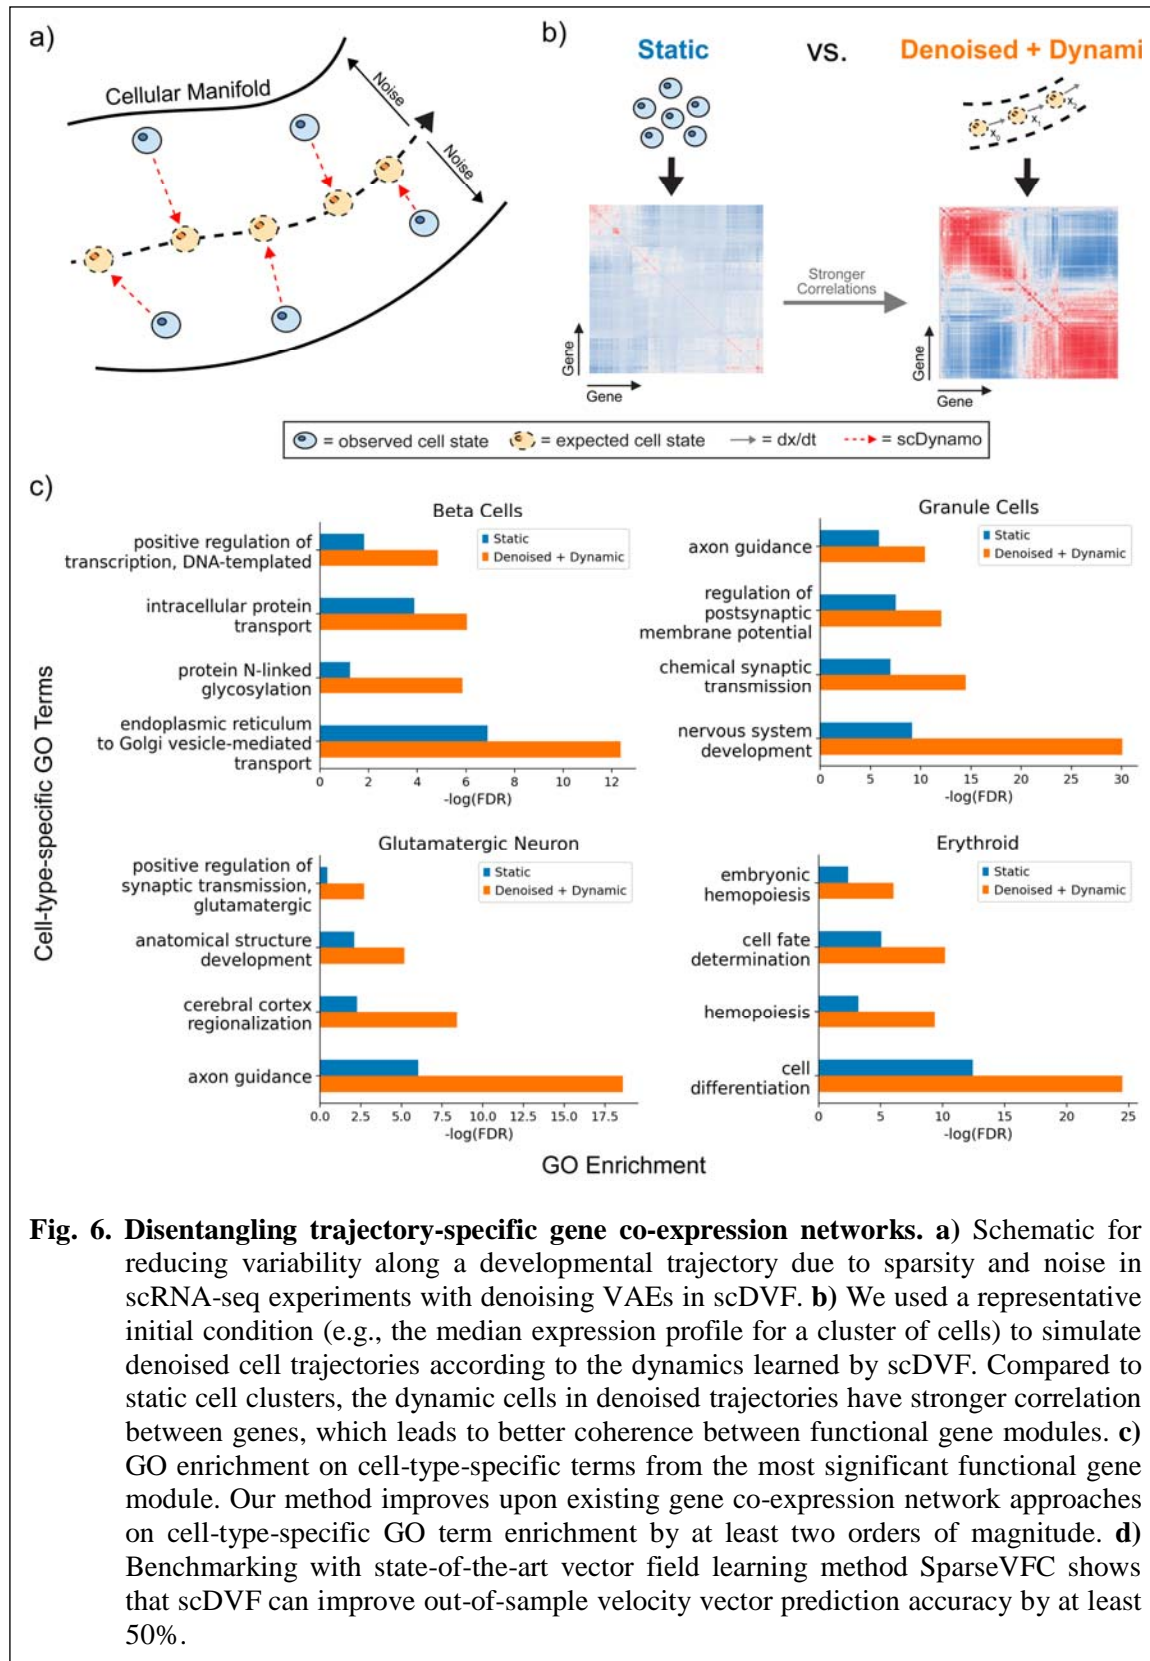 a)
Cellular Manifold
Noise
Noise
b)
Static
vs.
Denoised + Dynami
x0
x1
x2
Stronger
Correlations
Gene
Gene
Gene
Gene
= observed cell state
= expected cell state
= dx/dt
= scDynamo
c)
Cell-type-specific GO Terms
Beta Cells
Static
Denoised + Dynamic
positive regulation of
transcription, DNA-templated
intracellular protein
transport
protein N-linked
glycosylation
endoplasmic reticulum
to Golgi vesicle-mediated
transport
0 2 4 6 8 10 12
-log(FDR)
Granule Cells
Static
Denoised + Dynamic
axon guidance
regulation of
postsynaptic
membrane potential
chemical synaptic
transmission
nervous system
development
0 5 10 15 20 25 30
-log(FDR)
Glutamatergic Neuron
Static
Denoised + Dynamic
positive regulation of
synaptic transmission,
glutamatergic
anatomical structure
development
cerebral cortex
regionalization
axon guidance
0.0 2.5 5.0 7.5 10.0 12.5 15.0 17.5
-log(FDR)
Erythroid
Static
Denoised + Dynamic
embryonic
hemopoiesis
cell fate
determination
hemopoiesis
cell
differentiation
0 5 10 15 20 25
-log(FDR)
GO Enrichment
Fig. 6. Disentangling trajectory-specific gene co-expression networks. a) Schematic for
reducing variability along a developmental trajectory due to sparsity and noise in
scRNA-seq experiments with denoising VAEs in scDVF. b) We used a representative
initial condition (e.g., the median expression profile for a cluster of cells) to simulate
denoised cell trajectories according to the dynamics learned by scDVF. Compared to
static cell clusters, the dynamic cells in denoised trajectories have stronger correlation
between genes, which leads to better coherence between functional gene modules. c)
GO enrichment on cell-type-specific terms from the most significant functional gene
module. Our method improves upon existing gene co-expression network approaches
on cell-type-specific GO term enrichment by at least two orders of magnitude. d)
Benchmarking with state-of-the-art vector field learning method SparseVFC shows
that scDVF can improve out-of-sample velocity vector prediction accuracy by at least
50%.